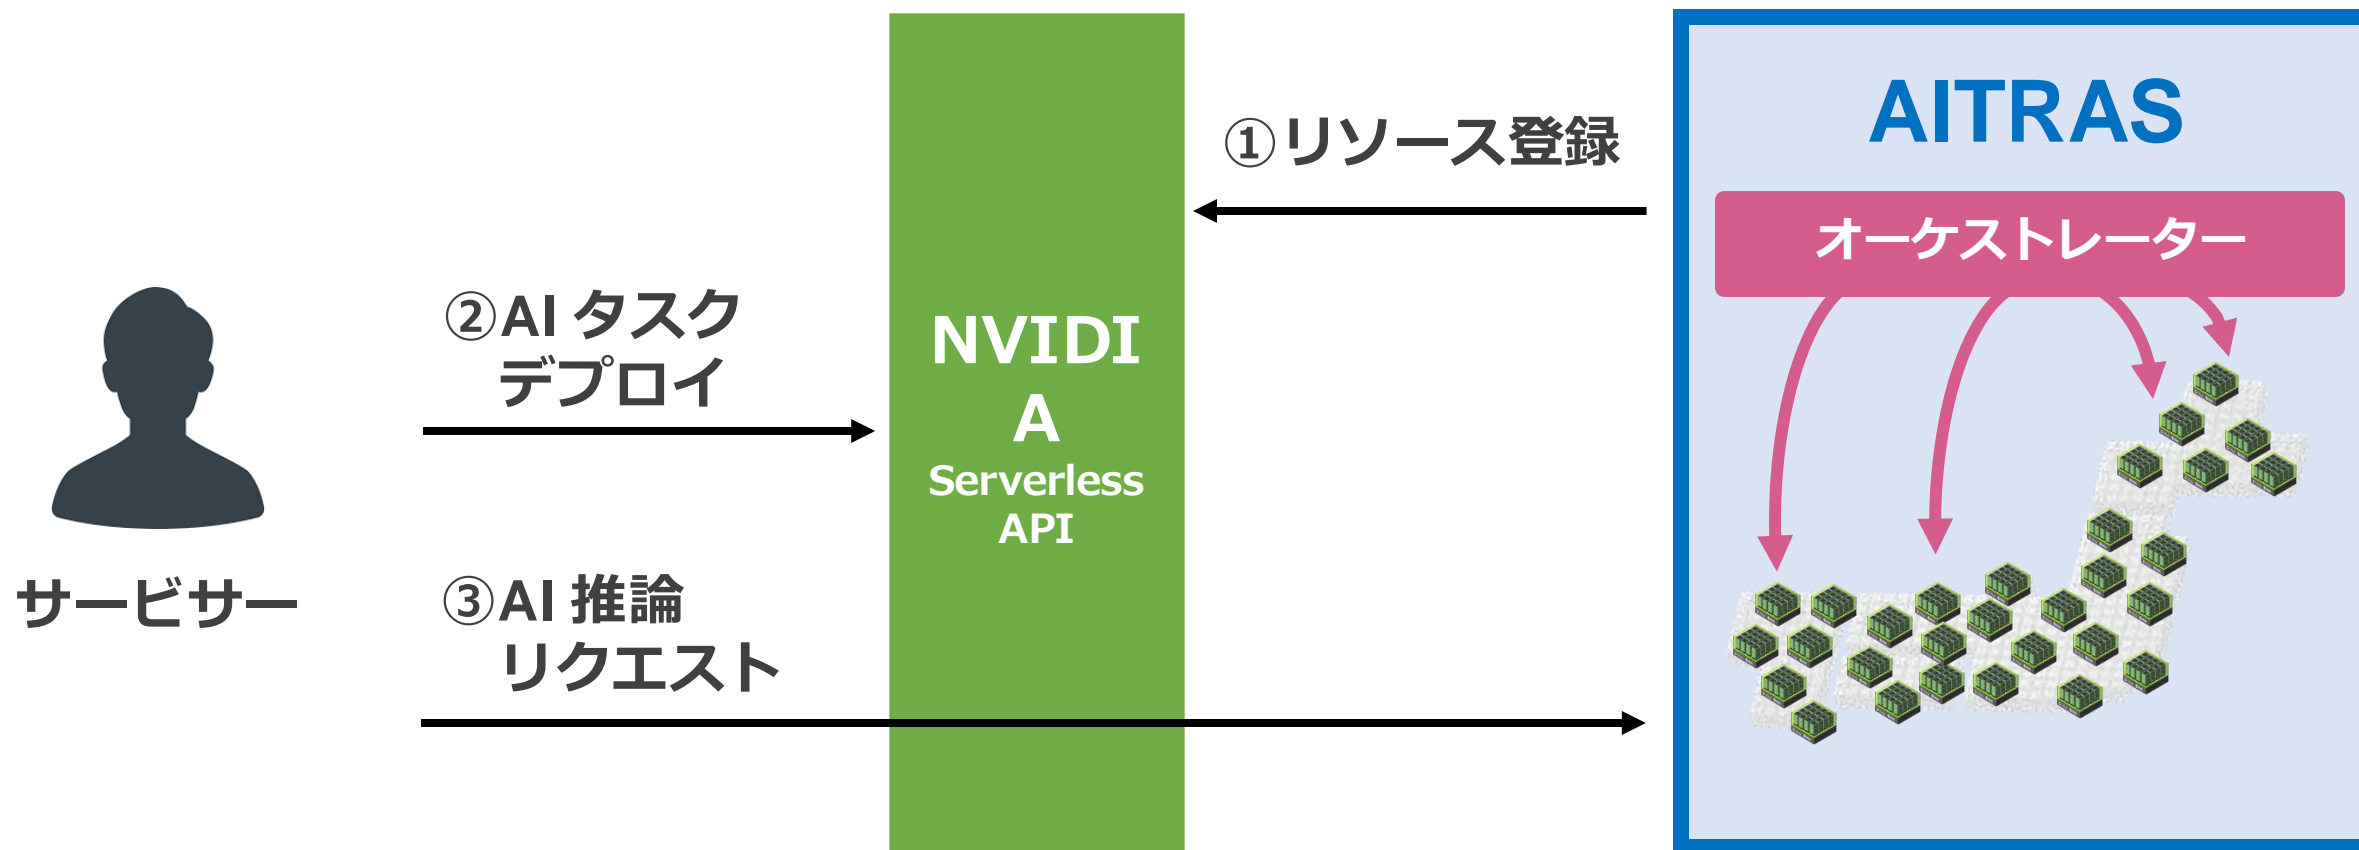 AITRAS
①リソース登録
オーケストレーター
②AI タスク
デプロイ
NVIDI
A
Serverless
API
サービサー
③AI 推論
リクエスト